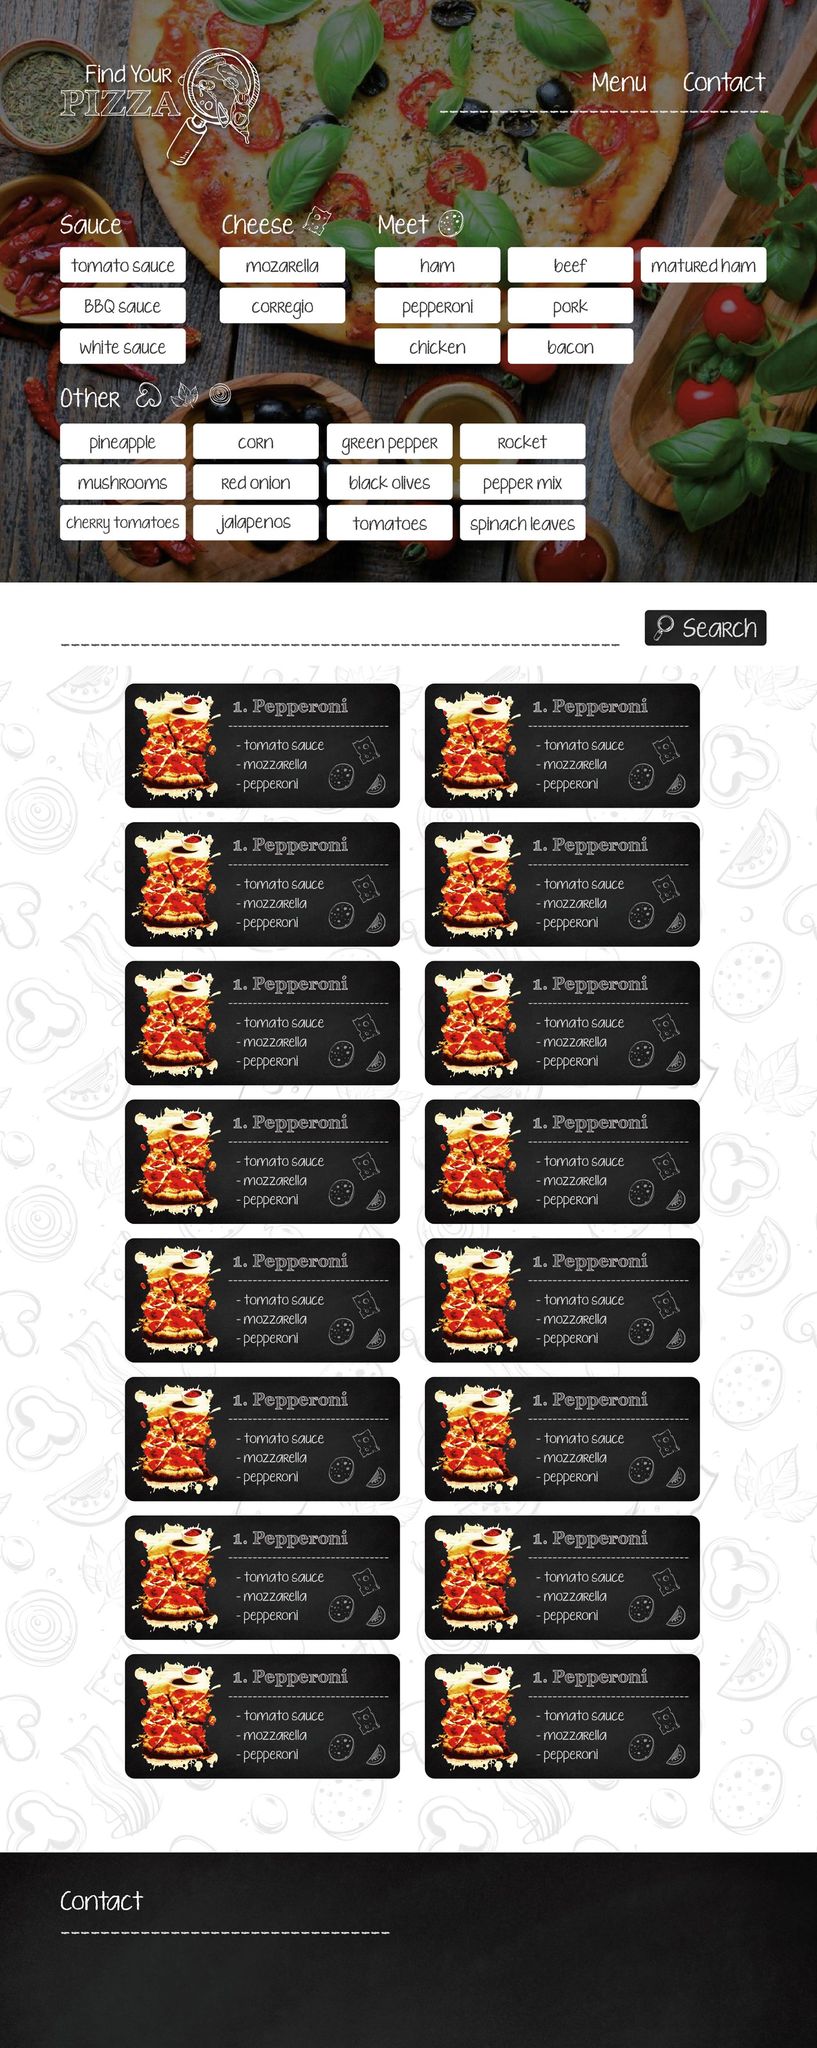 Find Your
PIZZA
Menu Contact
Sauce
tomato sauce
BBQ sauce
white sauce
Cheese
mozarella
corregio
Meet
ham beef matured ham
pepperoni pork
chicken bacon
Other
pineapple corn green pepper rocket
mushrooms red onion black olives pepper mix
cherry tomatoes jalapenos tomatoes spinach leaves
Search
1. Pepperoni
- tomato sauce
- mozzarella
- pepperoni
1. Pepperoni
- tomato sauce
- mozzarella
- pepperoni
1. Pepperoni
- tomato sauce
- mozzarella
- pepperoni
1. Pepperoni
- tomato sauce
- mozzarella
- pepperoni
1. Pepperoni
- tomato sauce
- mozzarella
- pepperoni
1. Pepperoni
- tomato sauce
- mozzarella
- pepperoni
1. Pepperoni
- tomato sauce
- mozzarella
- pepperoni
1. Pepperoni
- tomato sauce
- mozzarella
- pepperoni
1. Pepperoni
- tomato sauce
- mozzarella
- pepperoni
1. Pepperoni
- tomato sauce
- mozzarella
- pepperoni
1. Pepperoni
- tomato sauce
- mozzarella
- pepperoni
1. Pepperoni
- tomato sauce
- mozzarella
- pepperoni
1. Pepperoni
- tomato sauce
- mozzarella
- pepperoni
1. Pepperoni
- tomato sauce
- mozzarella
- pepperoni
1. Pepperoni
- tomato sauce
- mozzarella
- pepperoni
1. Pepperoni
- tomato sauce
- mozzarella
- pepperoni
Contact